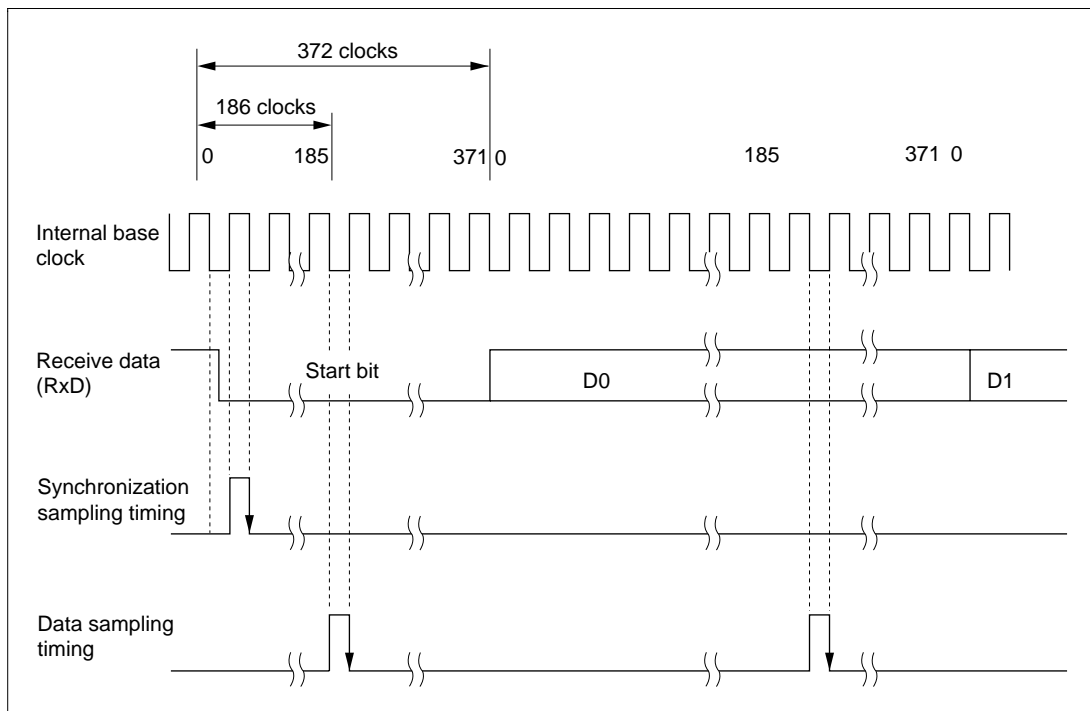 372 clocks
186 clocks
0 185 371 0 185 371 0
Internal base
clock
Receive data
(RxD)
Start bit
D0
D1
Synchronization
sampling timing
Data sampling
timing